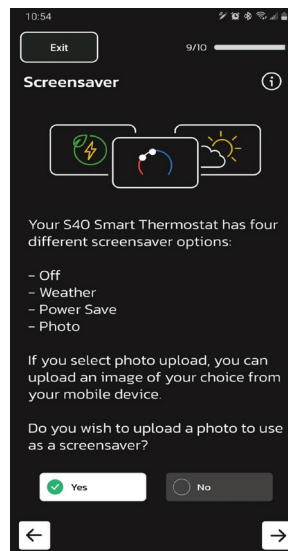 10:54
Exit
9/10
Screensaver
Your S40 Smart Thermostat has four
different screensaver options:
– Off
– Weather
– Power Save
– Photo
If you select photo upload, you can
upload an image of your choice from
your mobile device.
Do you wish to upload a photo to use
as a screensaver?
Yes
No